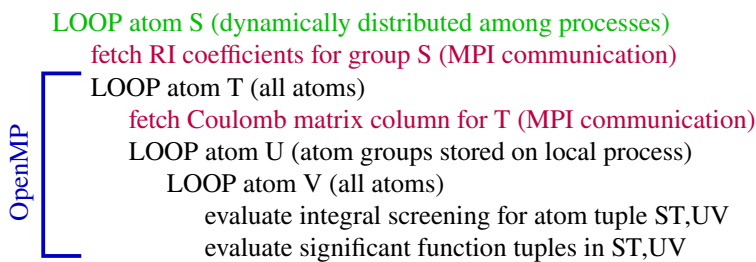 LOOP atom S (dynamically distributed among processes)
fetch RI coefficients for group S (MPI communication)
LOOP atom T (all atoms)
fetch Coulomb matrix column for T (MPI communication)
LOOP atom U (atom groups stored on local process)
LOOP atom V (all atoms)
evaluate integral screening for atom tuple ST,UV
evaluate significant function tuples in ST,UV
OpenMP